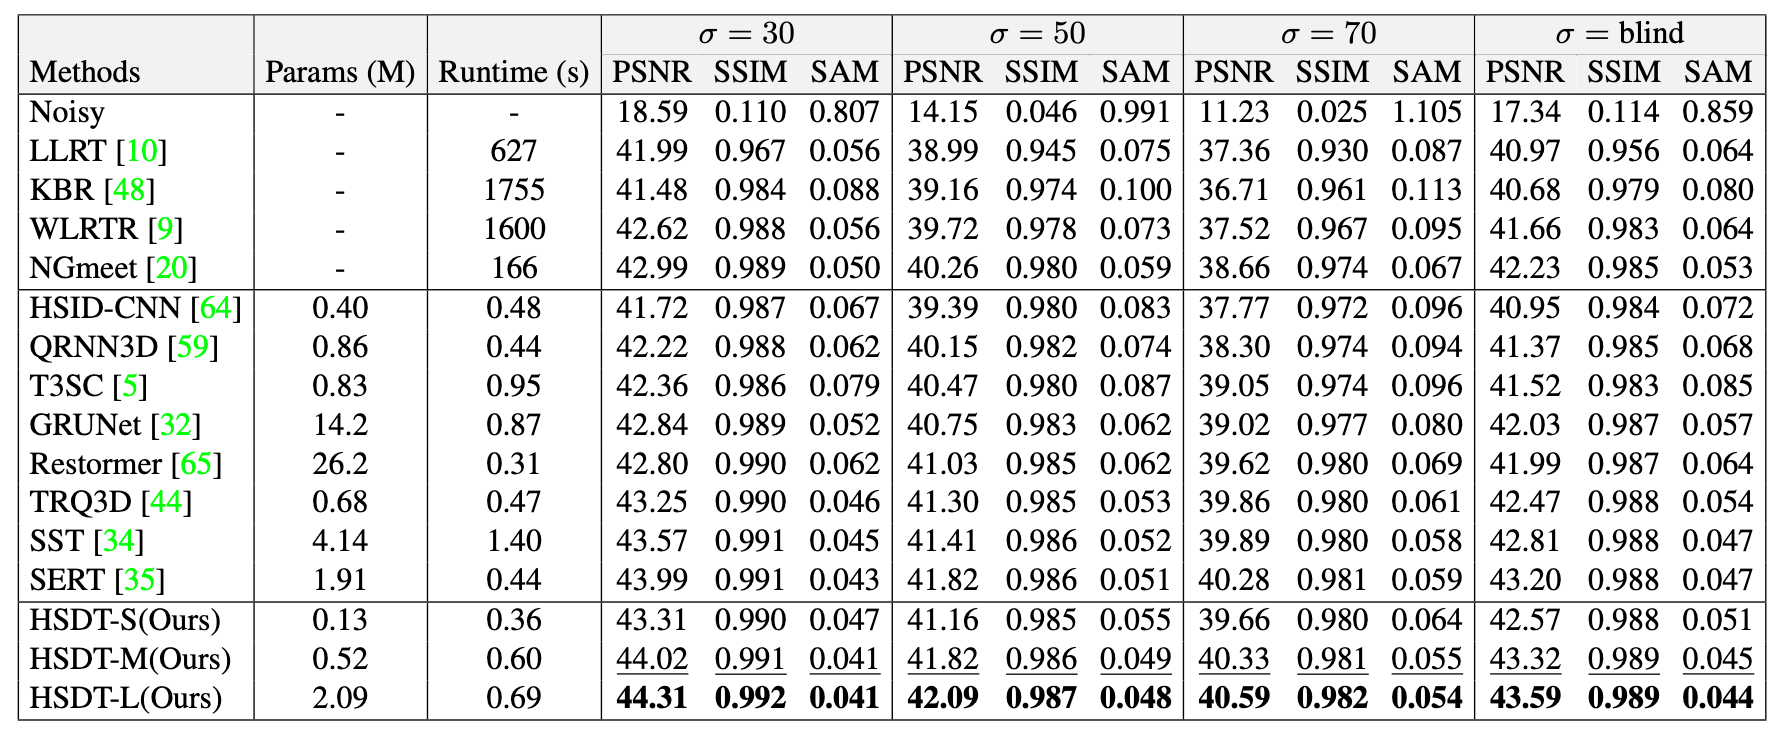 σ = 30 σ = 50 σ = 70 σ = blind
Methods Params (M) Runtime (s) PSNR SSIM SAM PSNR SSIM SAM PSNR SSIM SAM PSNR SSIM SAM
Noisy - - 18.59 0.110 0.807 14.15 0.046 0.991 11.23 0.025 1.105 17.34 0.114 0.859
LLRT [10] - 627 41.99 0.967 0.056 38.99 0.945 0.075 37.36 0.930 0.087 40.97 0.956 0.064
KBR [48] - 1755 41.48 0.984 0.088 39.16 0.974 0.100 36.71 0.961 0.113 40.68 0.979 0.080
WLRTR [9] - 1600 42.62 0.988 0.056 39.72 0.978 0.073 37.52 0.967 0.095 41.66 0.983 0.064
NGmeet [20] - 166 42.99 0.989 0.050 40.26 0.980 0.059 38.66 0.974 0.067 42.23 0.985 0.053
HSID-CNN [64] 0.40 0.48 41.72 0.987 0.067 39.39 0.980 0.083 37.77 0.972 0.096 40.95 0.984 0.072
QRNN3D [59] 0.86 0.44 42.22 0.988 0.062 40.15 0.982 0.074 38.30 0.974 0.094 41.37 0.985 0.068
T3SC [5] 0.83 0.95 42.36 0.986 0.079 40.47 0.980 0.087 39.05 0.974 0.096 41.52 0.983 0.085
GRUNet [32] 14.2 0.87 42.84 0.989 0.052 40.75 0.983 0.062 39.02 0.977 0.080 42.03 0.987 0.057
Restormer [65] 26.2 0.31 42.80 0.990 0.062 41.03 0.985 0.062 39.62 0.980 0.069 41.99 0.987 0.064
TRQ3D [44] 0.68 0.47 43.25 0.990 0.046 41.30 0.985 0.053 39.86 0.980 0.061 42.47 0.988 0.054
SST [34] 4.14 1.40 43.57 0.991 0.045 41.41 0.986 0.052 39.89 0.980 0.058 42.81 0.988 0.047
SERT [35] 1.91 0.44 43.99 0.991 0.043 41.82 0.986 0.051 40.28 0.981 0.059 43.20 0.988 0.047
HSDT-S(Ours) 0.13 0.36 43.31 0.990 0.047 41.16 0.985 0.055 39.66 0.980 0.064 42.57 0.988 0.051
HSDT-M(Ours) 0.52 0.60 44.02 0.991 0.041 41.82 0.986 0.049 40.33 0.981 0.055 43.32 0.989 0.045
HSDT-L(Ours) 2.09 0.69 44.31 0.992 0.041 42.09 0.987 0.048 40.59 0.982 0.054 43.59 0.989 0.044